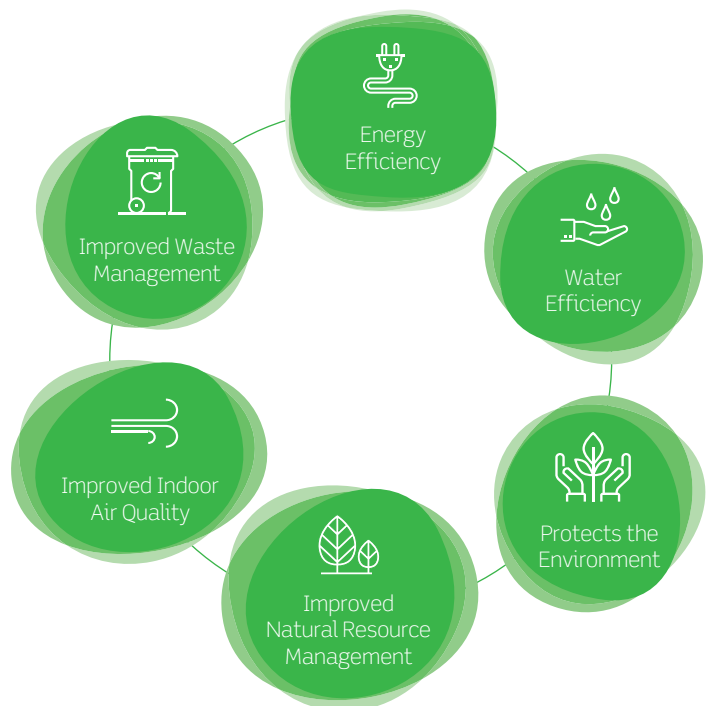 Energy
Efficiency
Water
Efficiency
Protects the
Environment
Improved
Natural Resource
Management
Improved Indoor
Air Quality
Improved Waste
Management